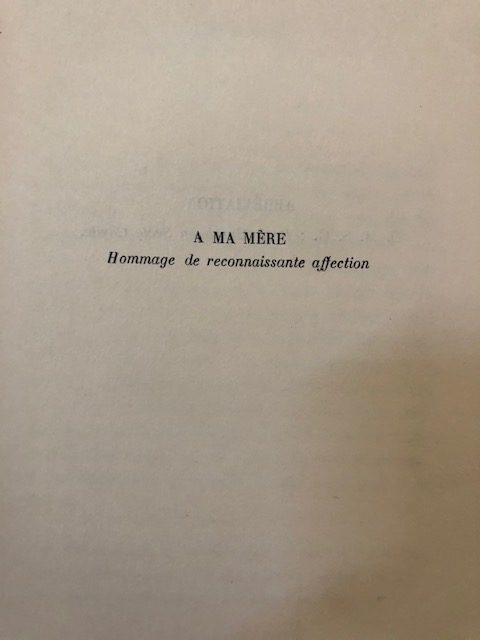 A MA MÈRE
Hommage de reconnaissante affection